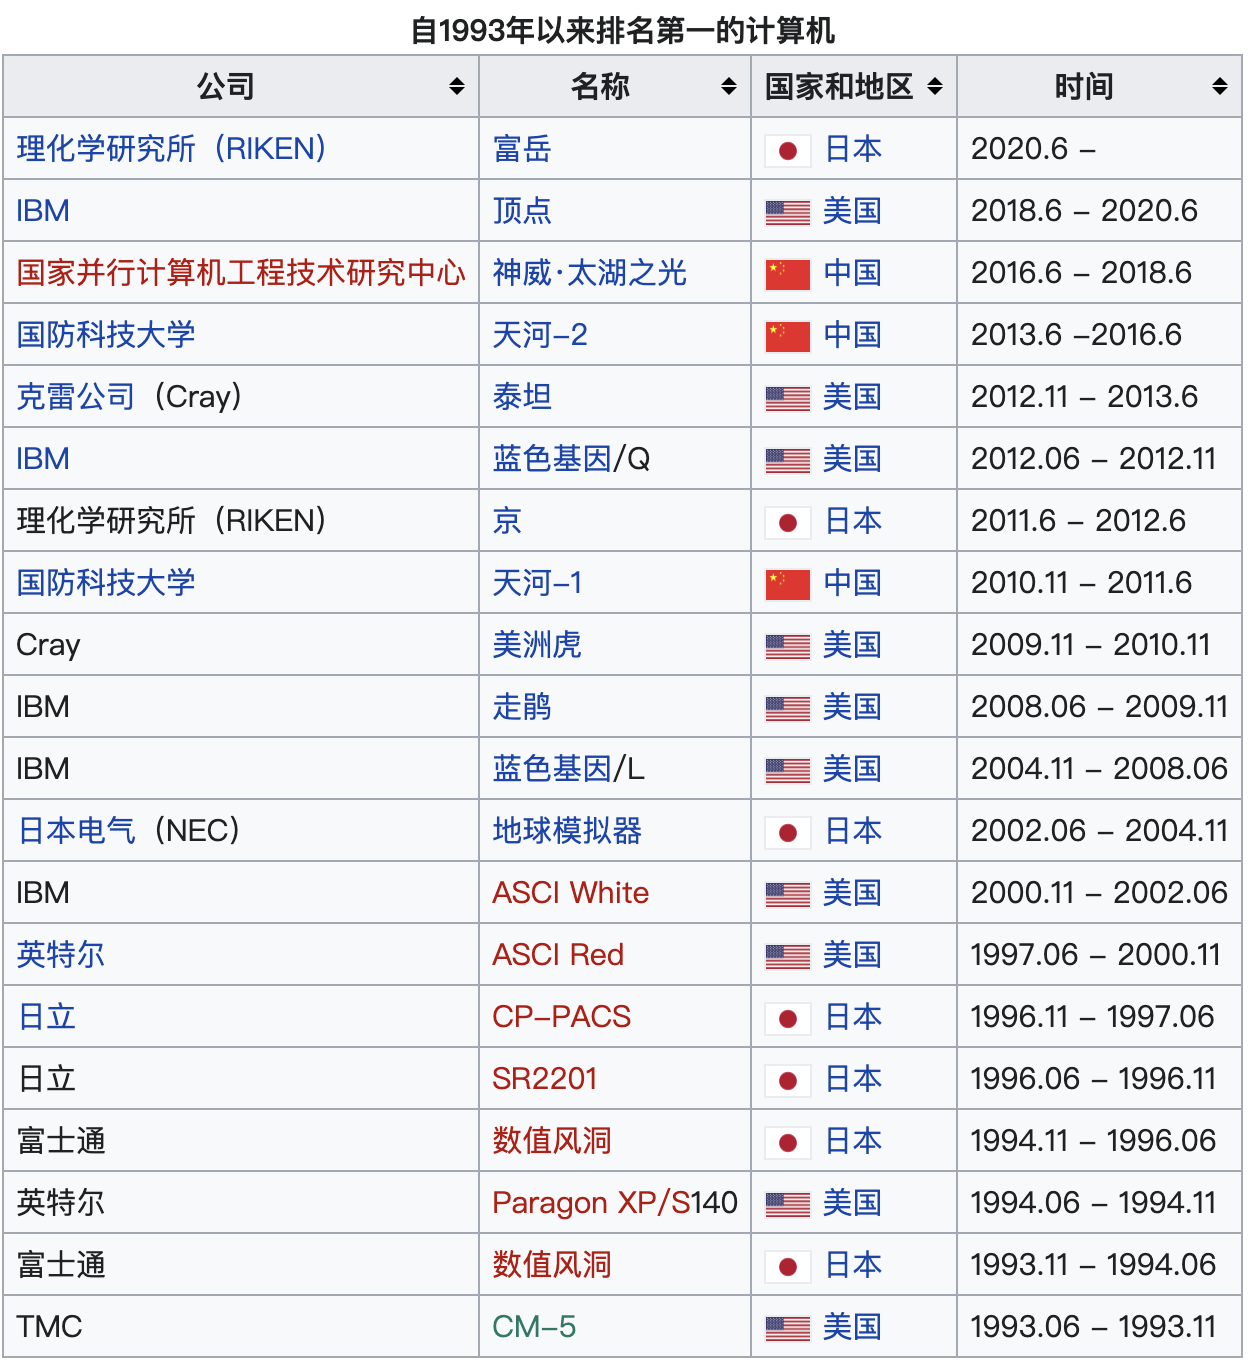 自1993年以来排名第一的计算机
公司 名称 国家和地区 时间
理化学研究所（RIKEN） 富岳 日本 2020.6 –
IBM 顶点 美国 2018.6 – 2020.6
国家并行计算机工程技术研究中心 神威·太湖之光 中国 2016.6 – 2018.6
国防科技大学 天河-2 中国 2013.6 –2016.6
克雷公司（Cray） 泰坦 美国 2012.11 – 2013.6
IBM 蓝色基因/Q 美国 2012.06 – 2012.11
理化学研究所（RIKEN） 京 日本 2011.6 – 2012.6
国防科技大学 天河-1 中国 2010.11 – 2011.6
Cray 美洲虎 美国 2009.11 – 2010.11
IBM 走鹃 美国 2008.06 – 2009.11
IBM 蓝色基因/L 美国 2004.11 – 2008.06
日本电气（NEC） 地球模拟器 日本 2002.06 – 2004.11
IBM ASCI White 美国 2000.11 – 2002.06
英特尔 ASCI Red 美国 1997.06 – 2000.11
日立 CP-PACS 日本 1996.11 – 1997.06
日立 SR2201 日本 1996.06 – 1996.11
富士通 数值风洞 日本 1994.11 – 1996.06
英特尔 Paragon XP/S140 美国 1994.06 – 1994.11
富士通 数值风洞 日本 1993.11 – 1994.06
TMC CM-5 美国 1993.06 – 1993.11